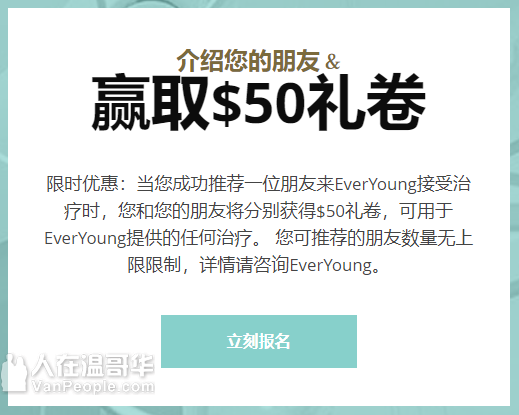 介绍您的朋友 &
赢取$50礼卷
限时优惠：当您成功推荐一位朋友来EverYoung接受治
疗时，您和您的朋友将分别获得$50礼卷，可用于
EverYoung提供的任何治疗。 您可推荐的朋友数量无上
限限制，详情请咨询EverYoung。
立刻报名
人在温哥华
VanPeople.com